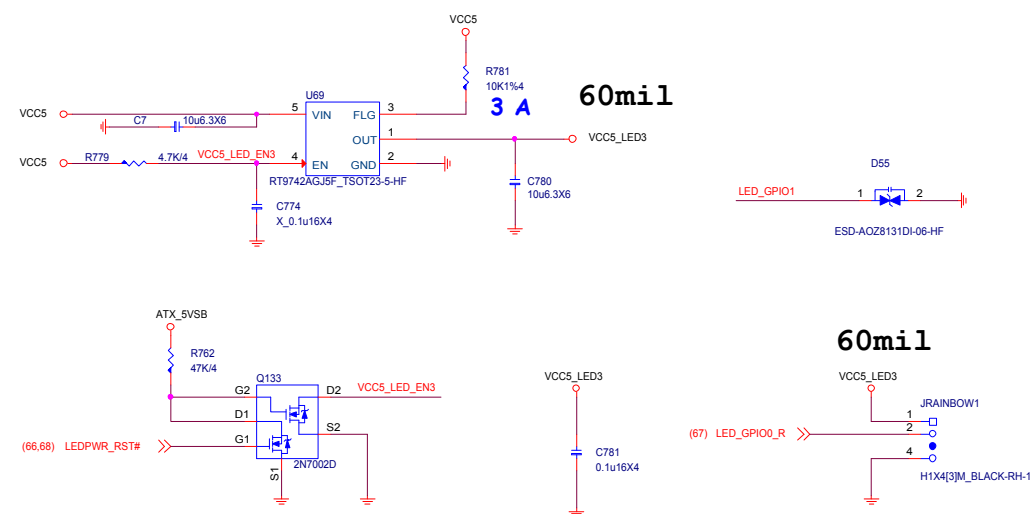 VCC5
R781
10K1%4
3 A
60mil
U69
VCC5
C7
10u6.3X6
5
VIN
FLG
3
OUT
1
VCC5_LED3
VCC5
R779
4.7K/4
VCC5_LED_EN3
4
EN
GND
2
RT9742AGJ5F_TSOT23-5-HF
C774
X_0.1u16X4
C780
10u6.3X6
D55
LED_GPIO1
1
2
ESD-AOZ8131DI-06-HF
ATX_5VSB
R762
47K/4
Q133
G2
D2
VCC5_LED_EN3
D1
S2
(66,68)
LEDPWR_RST#
G1
S1
2N7002D
VCC5_LED3
C781
0.1u16X4
60mil
VCC5_LED3
JRAINBOW1
1
(67)
LED_GPIO0_R
2
4
H1X4[3]M_BLACK-RH-1